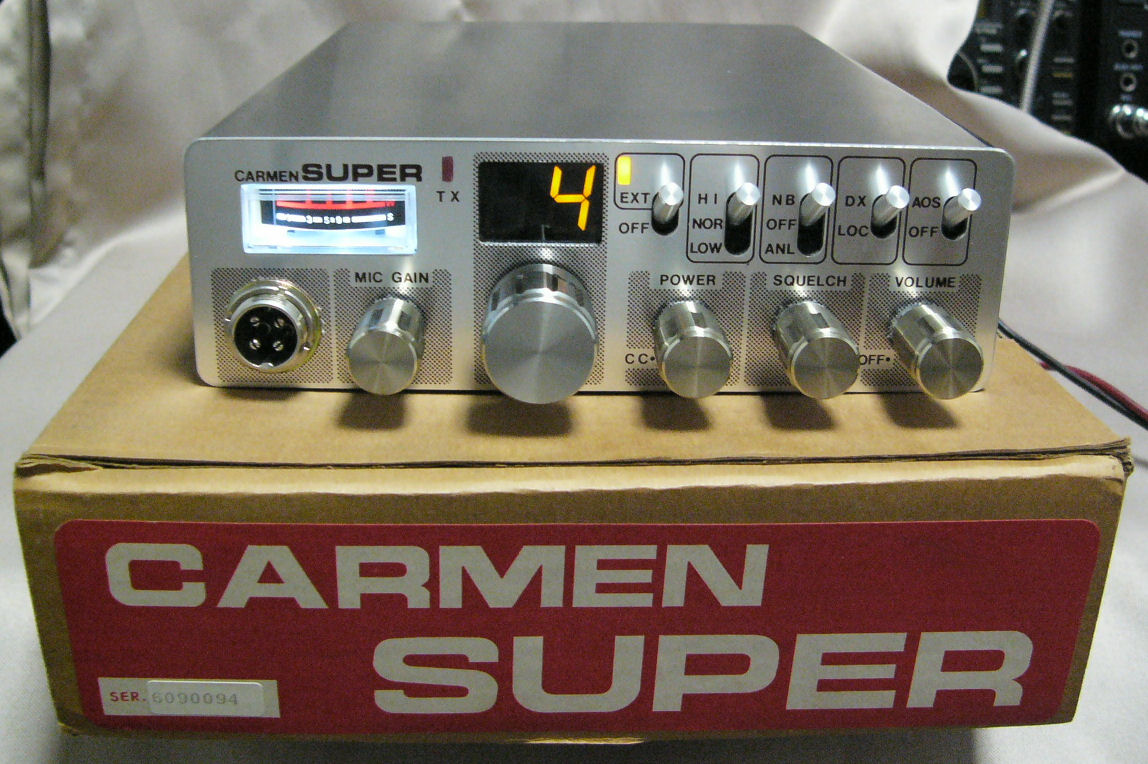 CARMEN SUPER
TX
4
EXT
OFF
HI
NOR
LOW
NB
OFF
ANL
DX
LOC
AOS
OFF
MIC GAIN
POWER
CC•
SQUELCH
VOLUME
OFF•
CARMEN
SUPER
SER. 6090094